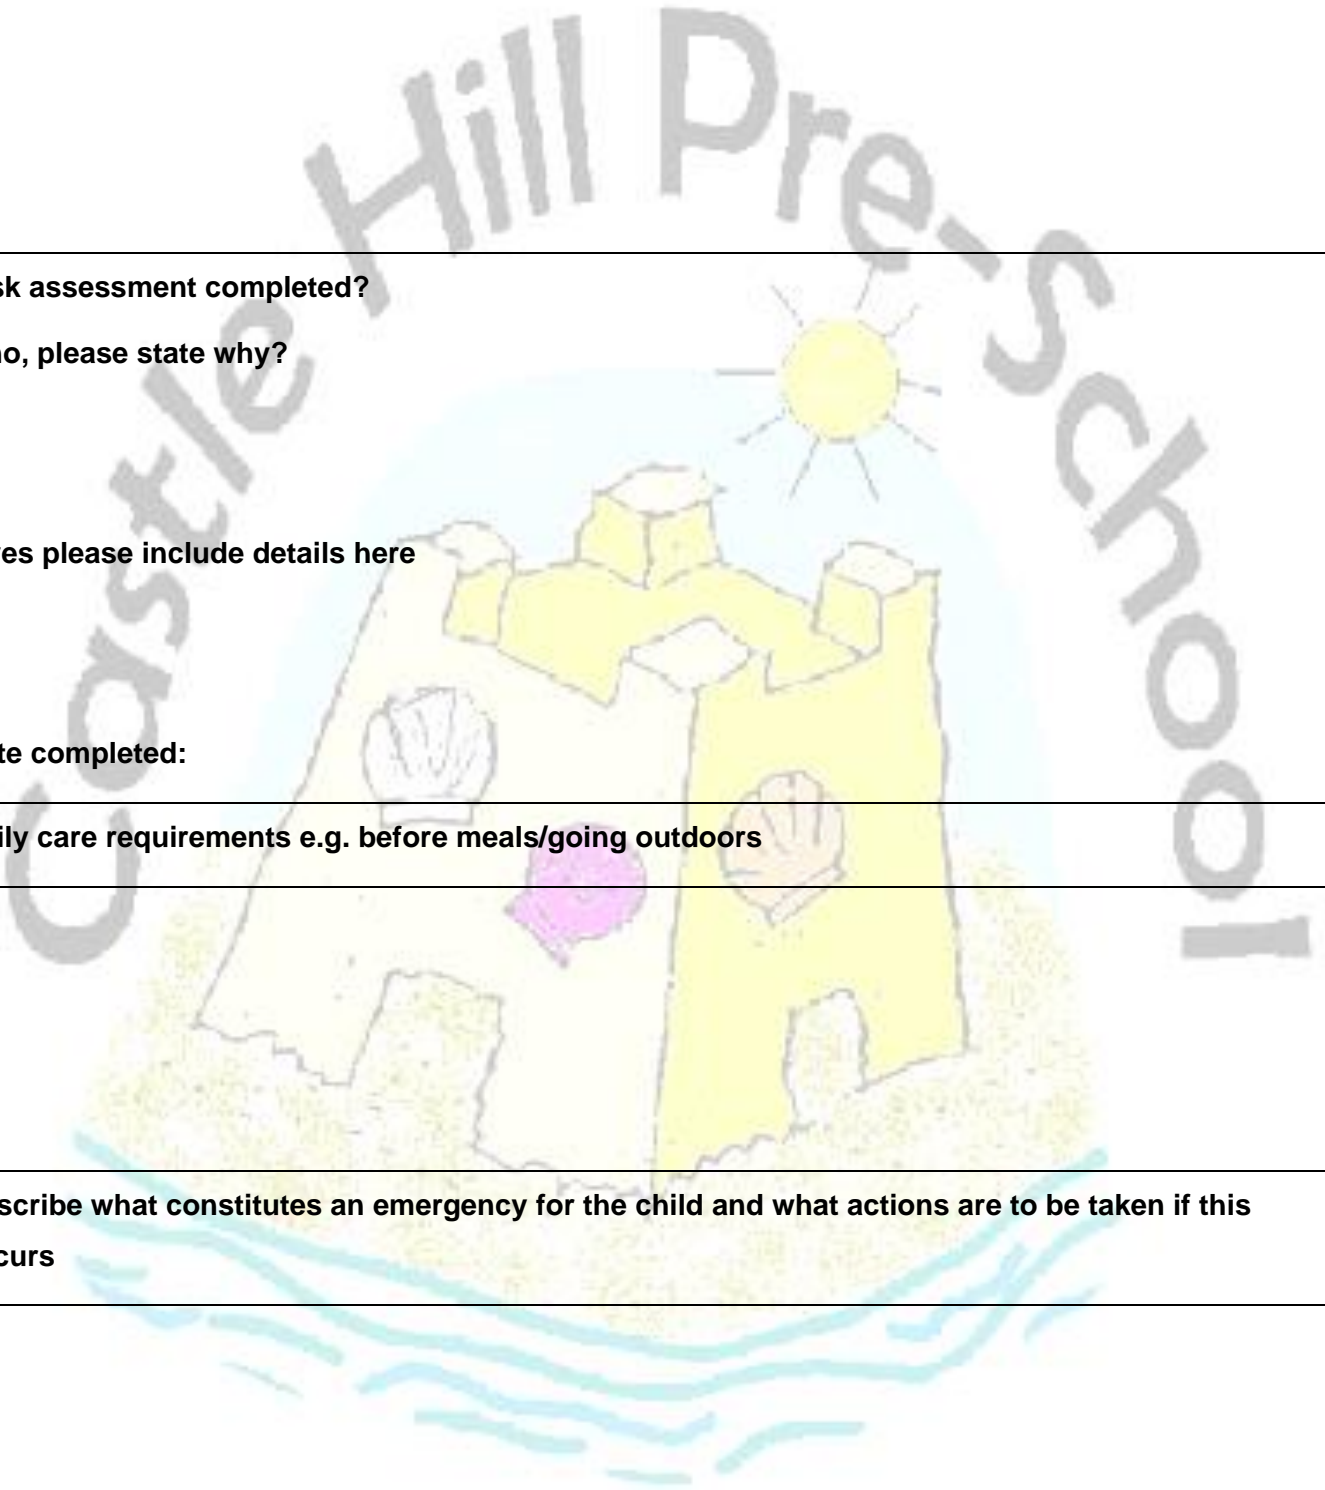 Castle Hill Pre-School
sk assessment completed?
no, please state why?
es please include details here
te completed:
ily care requirements e.g. before meals/going outdoors
scribe what constitutes an emergency for the child and what actions are to be taken if this
curs